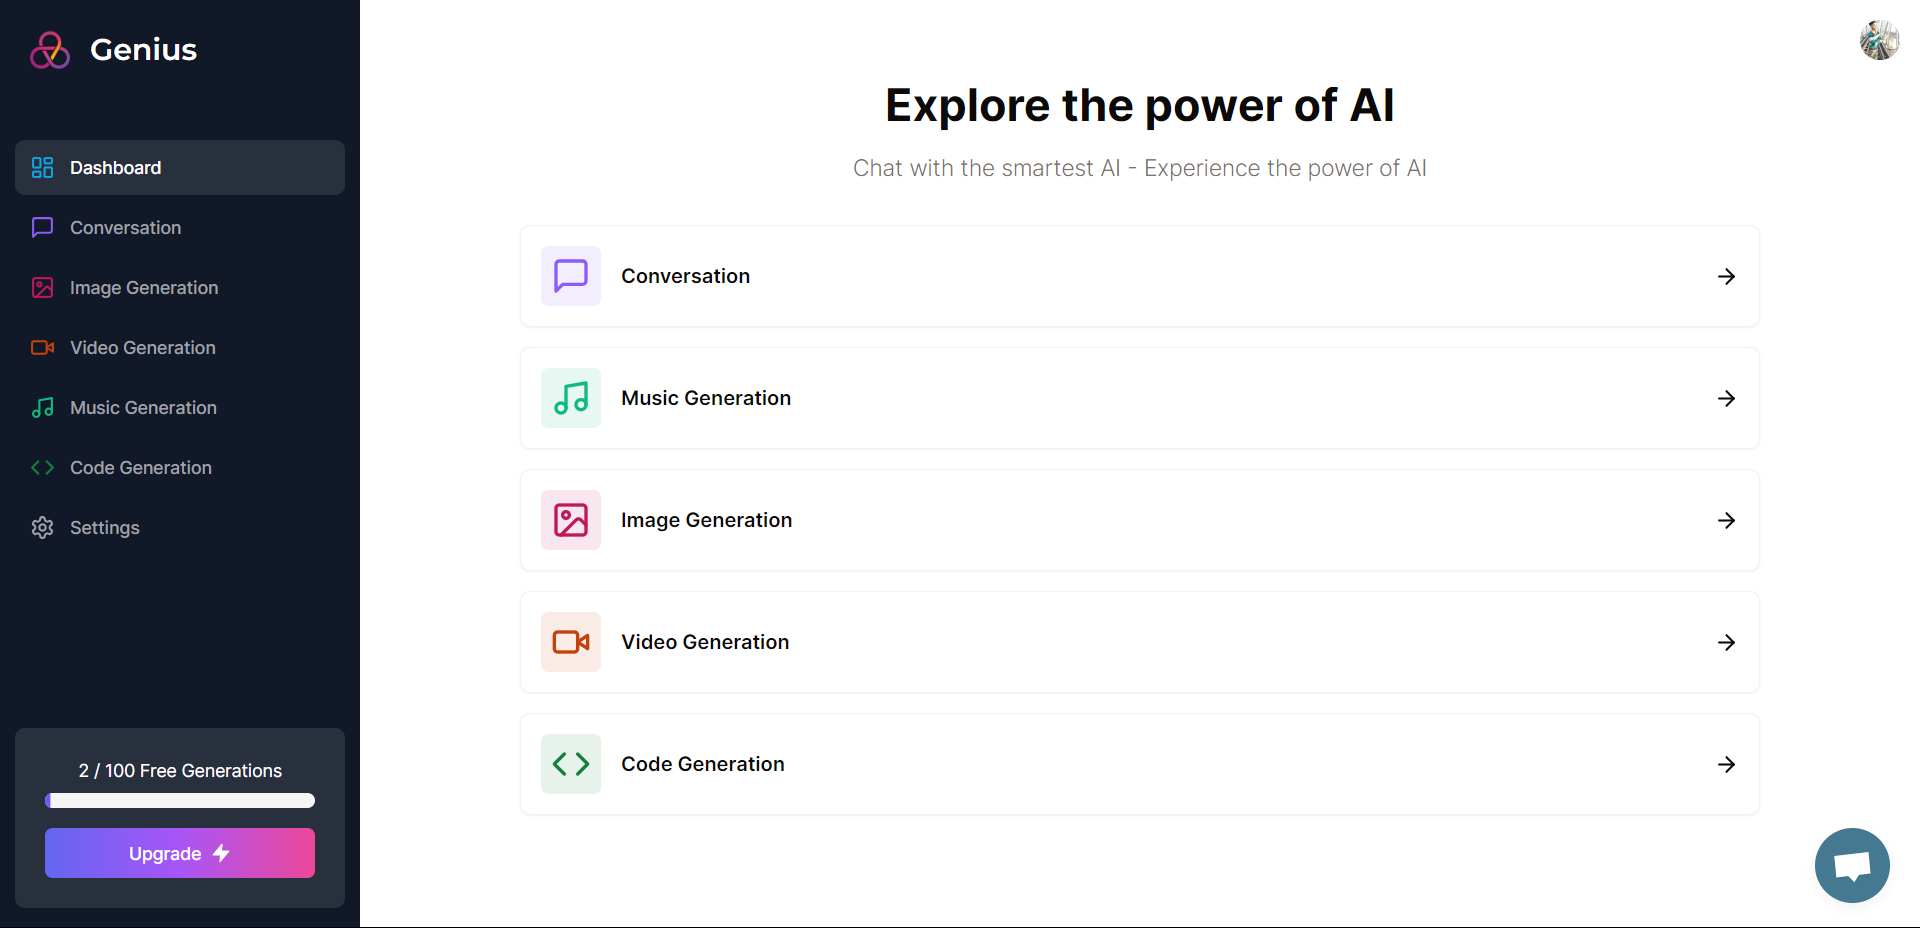 Genius
Dashboard
Conversation
Image Generation
Video Generation
Music Generation
Code Generation
Settings
2 / 100 Free Generations
Upgrade
Explore the power of AI
Chat with the smartest AI - Experience the power of AI
Conversation
Music Generation
Image Generation
Video Generation
Code Generation